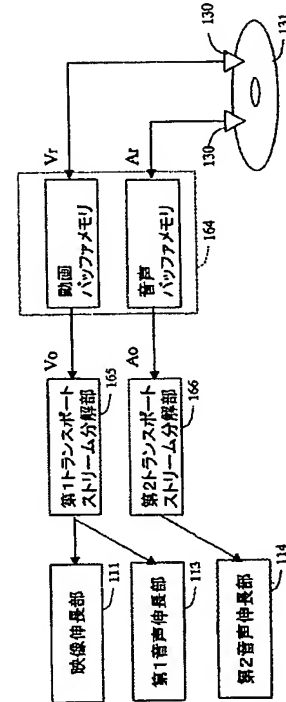 映像伸長部
111
第1音声伸長部
113
第2音声伸長部
114
第1トランスポート
ストリーム分解部
165
第2トランスポート
ストリーム分解部
166
Vo
Ao
動画
バッファメモリ
音声
バッファメモリ
164
Vr
Ar
130
130
131